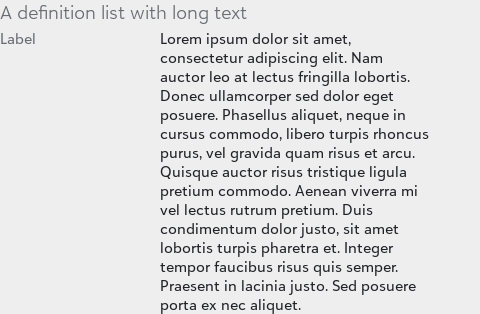 A definition list with long text
Label
Lorem ipsum dolor sit amet,
consectetur adipiscing elit. Nam
auctor leo at lectus fringilla lobortis.
Donec ullamcorper sed dolor eget
posuere. Phasellus aliquet, neque in
cursus commodo, libero turpis rhoncus
purus, vel gravida quam risus et arcu.
Quisque auctor risus tristique ligula
pretium commodo. Aenean viverra mi
vel lectus rutrum pretium. Duis
condimentum dolor justo, sit amet
lobortis turpis pharetra et. Integer
tempor faucibus risus quis semper.
Praesent in lacinia justo. Sed posuere
porta ex nec aliquet.